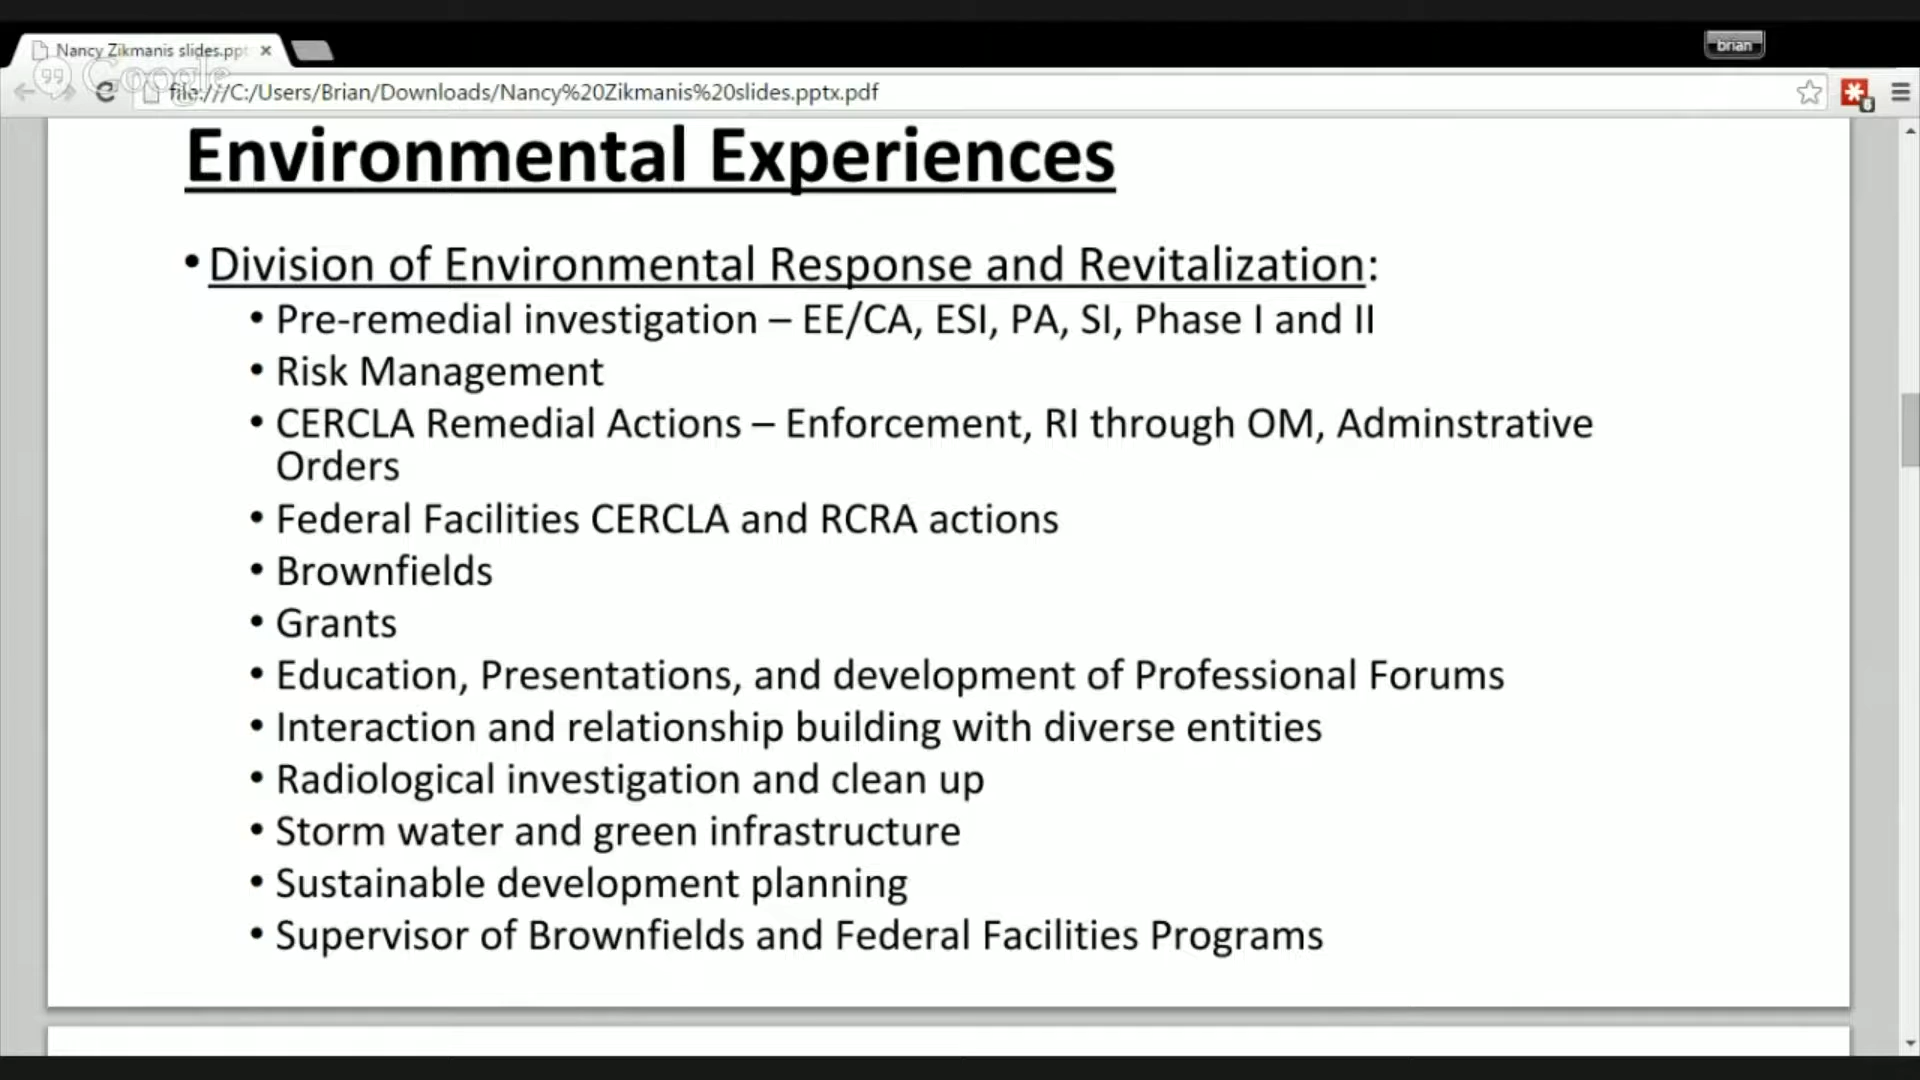 Nancy Zikmanis slides.ppt
brian
Google
file:///C:/Users/Brian/Downloads/Nancy%20Zikmanis%20slides.pptx.pdf
6
Environmental Experiences
• Division of Environmental Response and Revitalization:
• Pre-remedial investigation – EE/CA, ESI, PA, SI, Phase I and II
• Risk Management
• CERCLA Remedial Actions – Enforcement, RI through OM, Adminstrative
Orders
• Federal Facilities CERCLA and RCRA actions
• Brownfields
• Grants
• Education, Presentations, and development of Professional Forums
• Interaction and relationship building with diverse entities
• Radiological investigation and clean up
• Storm water and green infrastructure
• Sustainable development planning
• Supervisor of Brownfields and Federal Facilities Programs